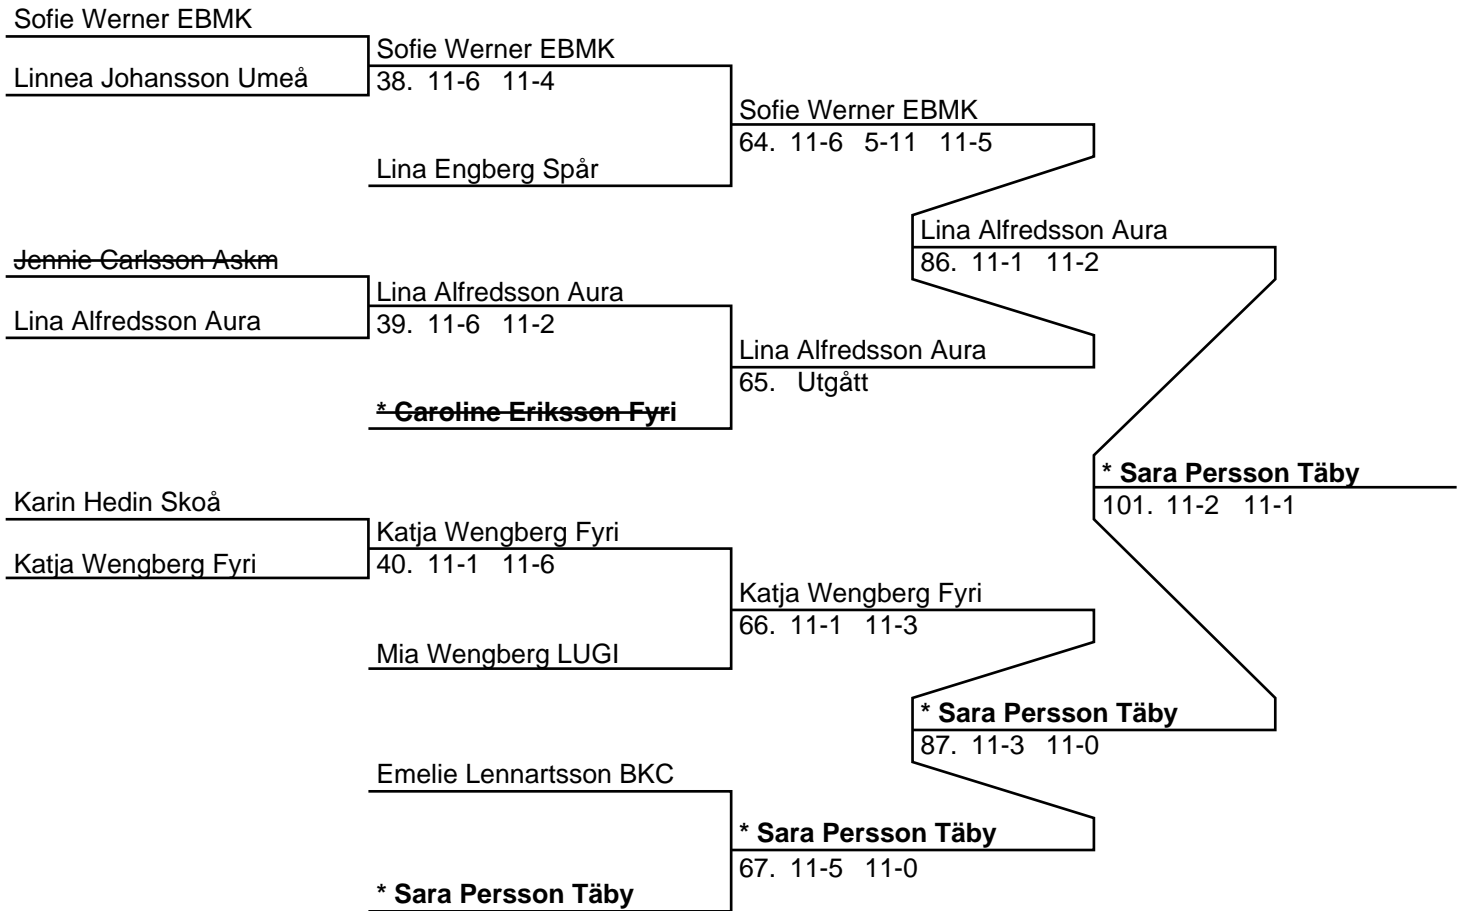 Sofie Werner EBMK
Linnea Johansson Umeå
Sofie Werner EBMK
38. 11-6 11-4
Lina Engberg Spår
Sofie Werner EBMK
64. 11-6 5-11 11-5
Jennie Carlsson Askm
Lina Alfredsson Aura
Lina Alfredsson Aura
39. 11-6 11-2
* Caroline Eriksson Fyri
Lina Alfredsson Aura
65. Utgått
Lina Alfredsson Aura
86. 11-1 11-2
Karin Hedin Skoå
Katja Wengberg Fyri
Katja Wengberg Fyri
40. 11-1 11-6
Mia Wengberg LUGI
Katja Wengberg Fyri
66. 11-1 11-3
Emelie Lennartsson BKC
* Sara Persson Täby
* Sara Persson Täby
67. 11-5 11-0
* Sara Persson Täby
87. 11-3 11-0
* Sara Persson Täby
101. 11-2 11-1